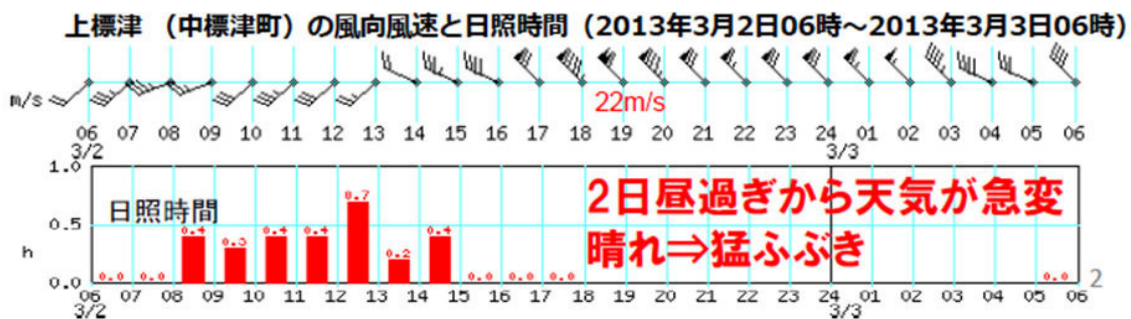 上標津 （中標津町）の風向風速と日照時間（2013年3月2日06時～2013年3月3日06時）
m/s
22m/s
06 07 08 09 10 11 12 13 14 15 16 17 18 19 20 21 22 23 24 01 02 03 04 05 06
3/2 3/3
1.0
日照時間
2日昼過ぎから天気が急変
0.5
晴れ⇒猛ふぶき
h
0.0 0.0 0.4 0.3 0.4 0.4 0.7 0.2 0.4 0.0 0.0 0.0 0.0
0.0
2
06 07 08 09 10 11 12 13 14 15 16 17 18 19 20 21 22 23 24 01 02 03 04 05 06
3/2 3/3